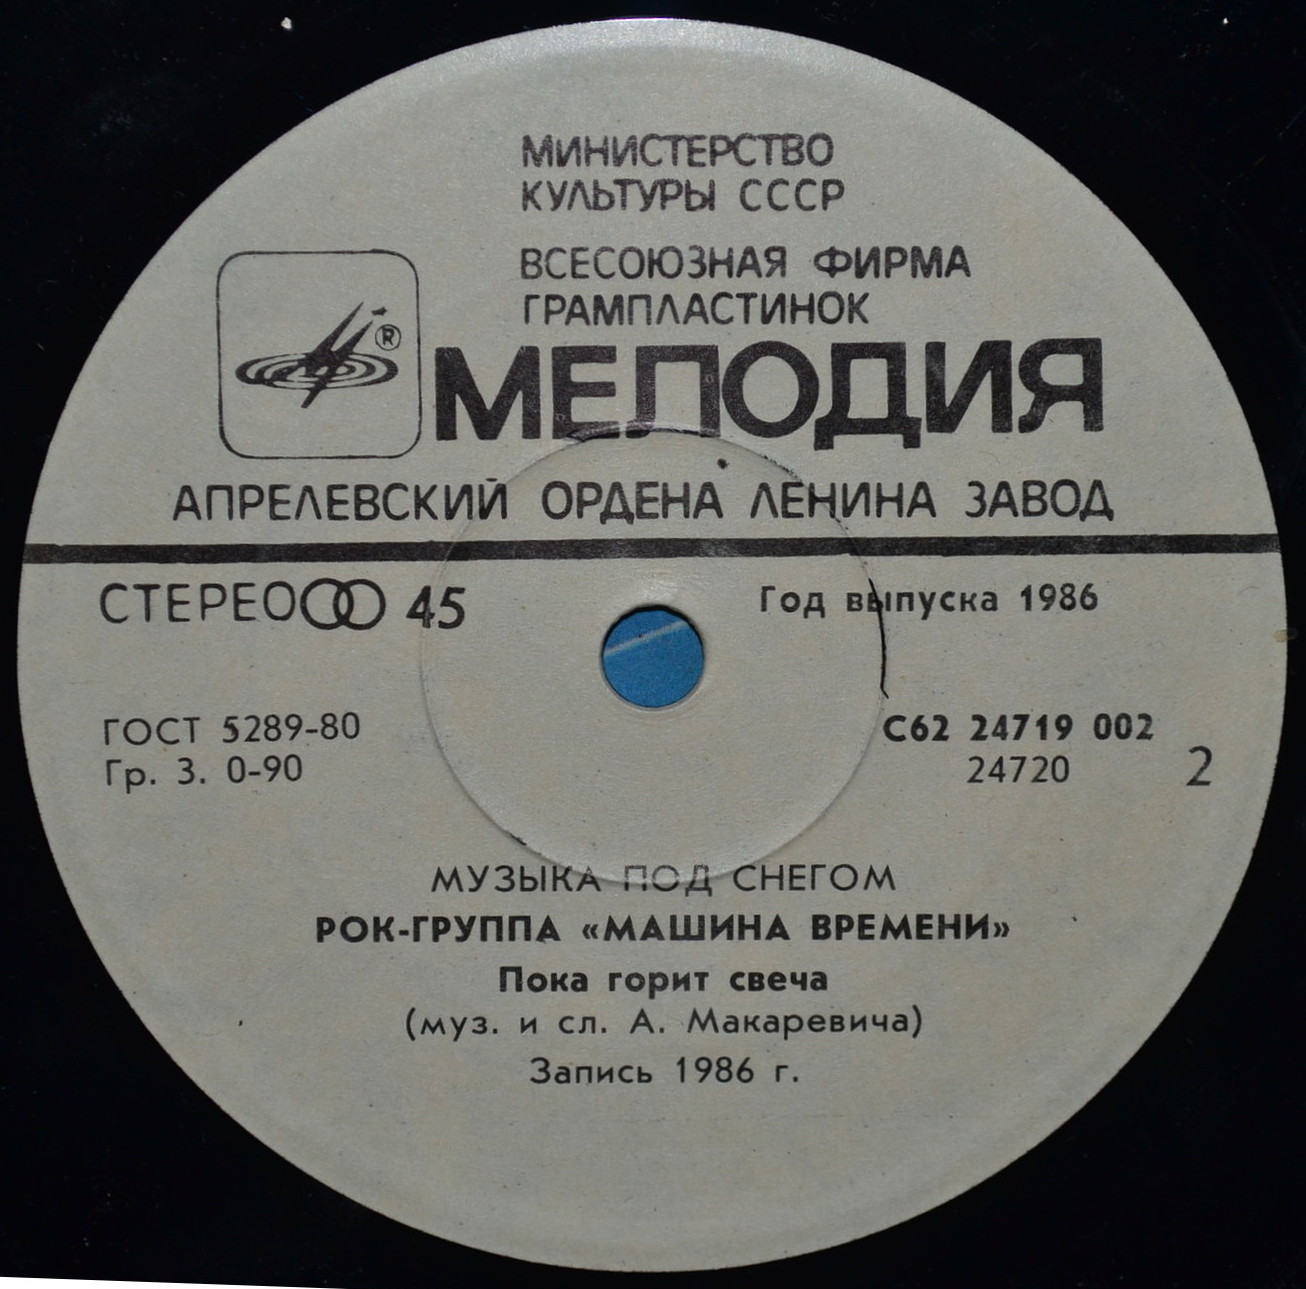 МИНИСТЕРСТВО
КУЛЬТУРЫ СССР
ВСЕСОЮЗНАЯ ФИРМА
ГРАМПЛАСТИНОК
®
МЕЛОДИЯ
АПРЕЛЕВСКИЙ ОРДЕНА ЛЕНИНА ЗАВОД
СТЕРЕО 45
Год выпуска 1986
ГОСТ 5289-80
Гр. 3. 0-90
С62 24719 002
24720
2
МУЗЫКА ПОД СНЕГОМ
РОК-ГРУППА «МАШИНА ВРЕМЕНИ»
Пока горит свеча
(муз. и сл. А. Макаревича)
Запись 1986 г.